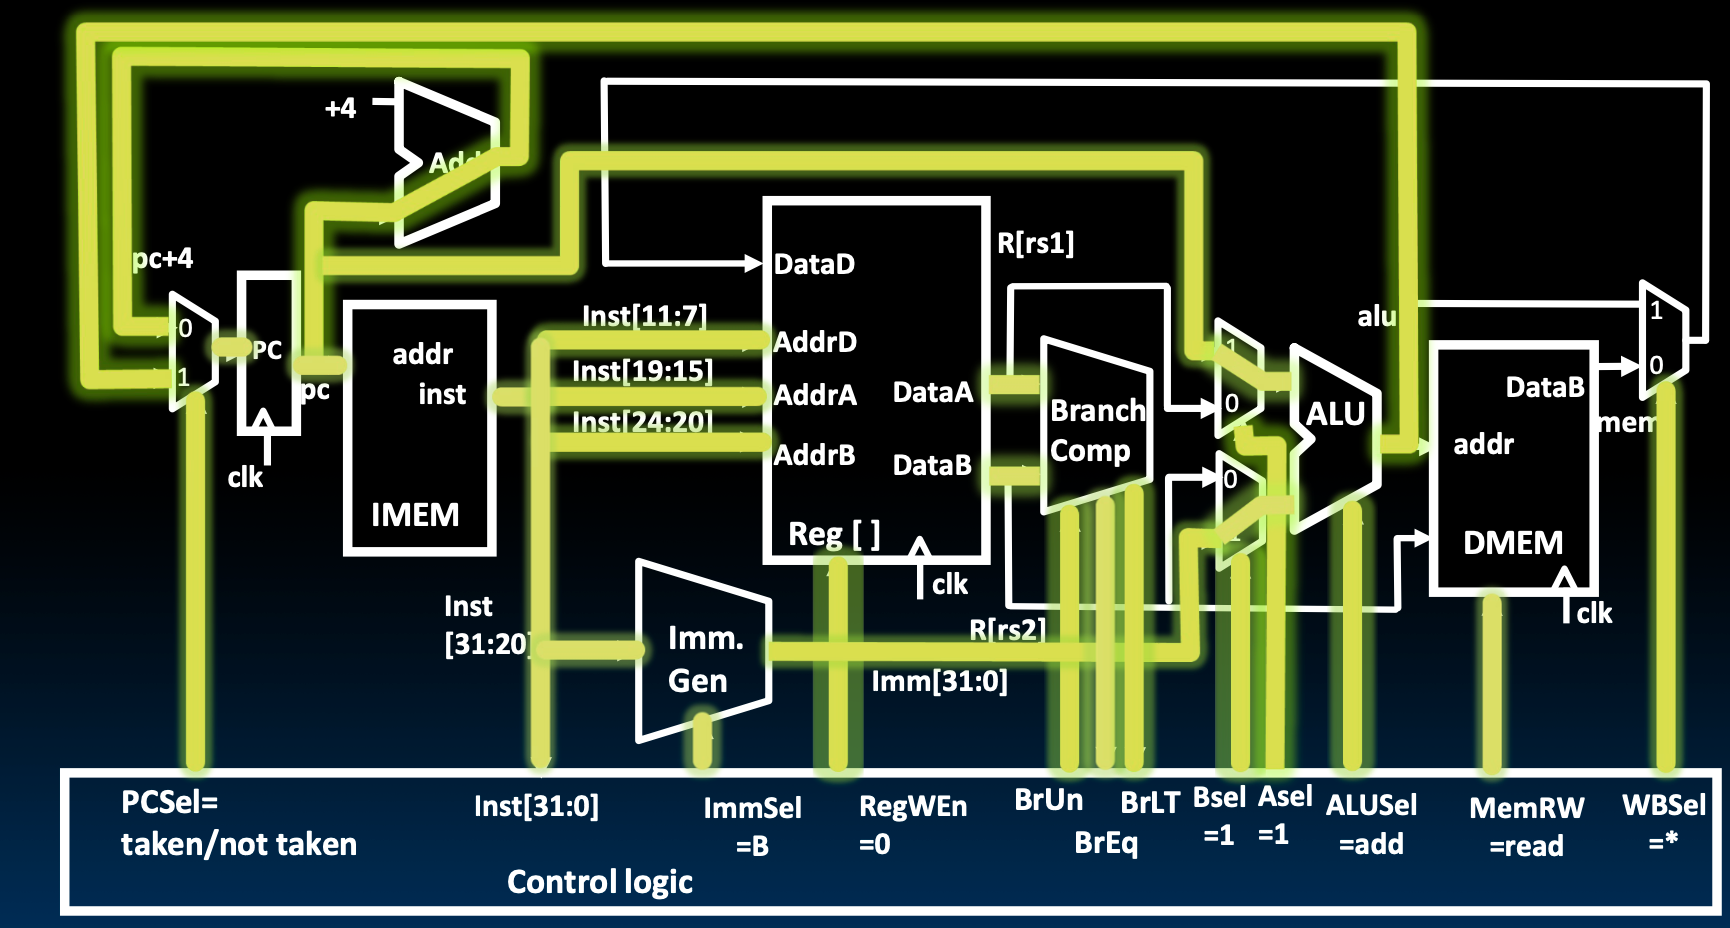 +4
Add
pc+4
0
1
PC
pc
clk
addr
inst
IMEM
Inst[11:7]
Inst[19:15]
Inst[24:20]
DataD
AddrD
AddrA
AddrB
DataA
DataB
Reg [ ]
clk
R[rs1]
Branch
Comp
1
0
0
1
ALU
alu
DataB
addr
DMEM
clk
1
0
mem
Inst
[31:20]
Imm.
Gen
R[rs2]
Imm[31:0]
PCSel=
taken/not taken
Inst[31:0]
ImmSel
=B
RegWEn
=0
BrUn
BrEq
BrLT
Bsel
=1
Asel
=1
ALUSel
=add
MemRW
=read
WBSel
=*
Control logic